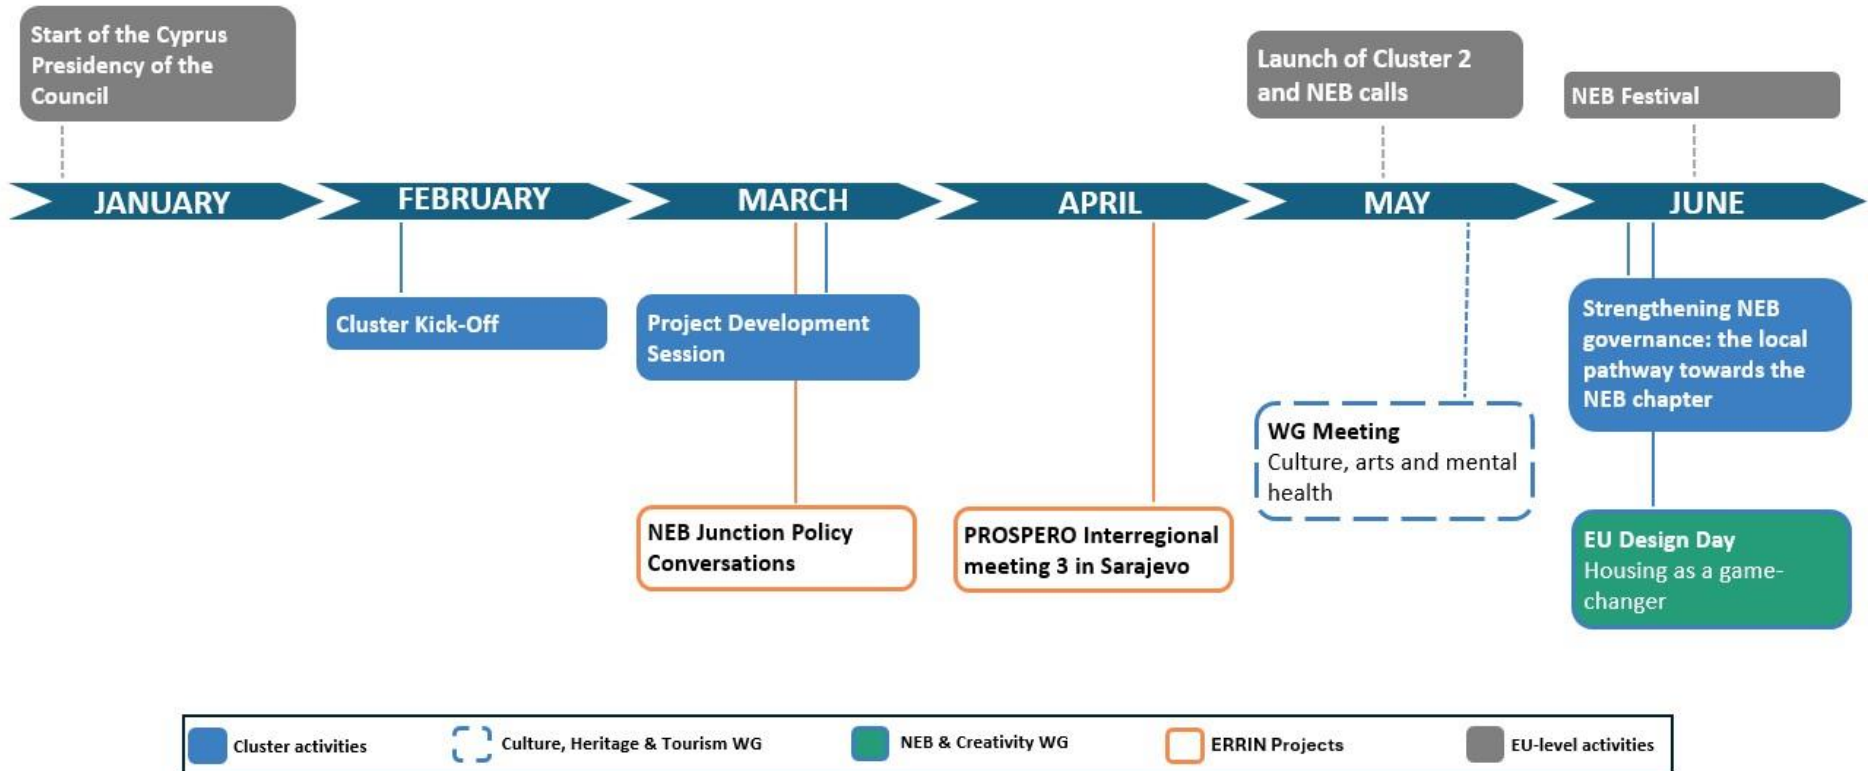 Start of the Cyprus
Presidency of the
Council
Launch of Cluster 2
and NEB calls
NEB Festival
JANUARY
FEBRUARY
MARCH
APRIL
MAY
JUNE
Cluster Kick-Off
Project Development
Session
Strengthening NEB
governance: the local
pathway towards the
NEB chapter
WG Meeting
Culture, arts and mental
health
NEB Junction Policy
Conversations
PROSPERO Interregional
meeting 3 in Sarajevo
EU Design Day
Housing as a game-
changer
Cluster activities
Culture, Heritage & Tourism WG
NEB & Creativity WG
ERRIN Projects
EU-level activities